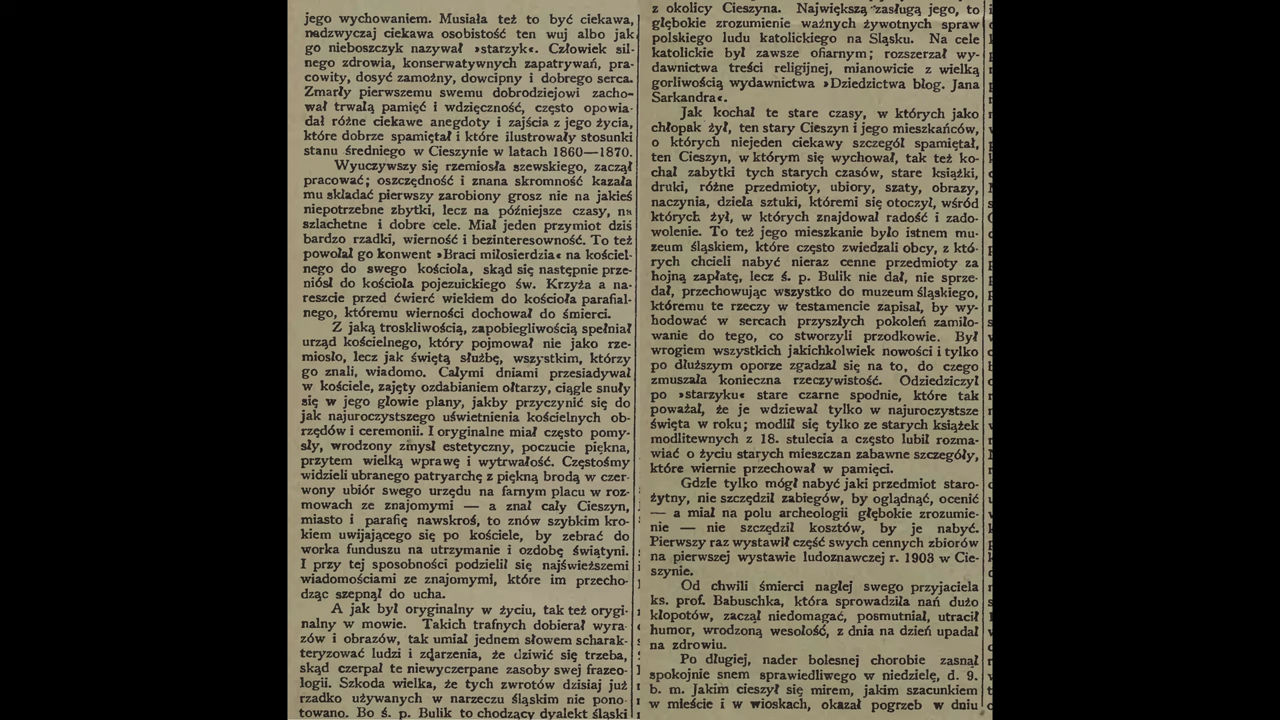 jego wychowaniem. Musiała też to być ciekawa,
nadzwyczaj ciekawa osobistość ten wuj albo jak
go nieboszczyk nazywał »starzyk«. Człowiek sil-
nego zdrowia, konserwatywnych zapatrywań, pra-
cowity, dosyć zamożny, dowcipny i dobrego serca.
Zmarły pierwszemu swemu dobrodziejowi zacho-
wał trwałą pamięć i wdzięczność, często opowia-
dał różne ciekawe anegdoty i zajścia z jego życia,
które dobrze spamiętał i które ilustrowały stosunki
stanu średniego w Cieszynie w latach 1860—1870.
Wyuczywszy się rzemiosła szewskiego, zaczął
pracować; oszczędność i znana skromność kazała
mu składać pierwszy zarobiony grosz nie na jakieś
niepotrzebne zbytki, lecz na późniejsze czasy, na
szlachetne i dobre cele. Miał jeden przymiot dziś
bardzo rzadki, wierność i bezinteresowność. To też
powołał go konwent »Braci miłosierdzia« na kościel-
nego do swego kościoła, skąd się następnie prze-
niósł do kościoła pojezuickiego św. Krzyża a na-
reszcie przed ćwierć wiekiem do kościoła parafial-
nego, któremu wierności dochował do śmierci.
Z jaką troskliwością, zapobiegliwością spełniał
urząd kościelnego, który pojmował nie jako rze-
miosło, lecz jak świętą służbę, wszystkim, którzy
go znali, wiadomo. Całymi dniami przesiadywał
w kościele, zajęty ozdabianiem ołtarzy, ciągle snuły
się w jego głowie plany, jakby przyczynić się do
jak najuroczystszego uświetnienia kościelnych ob-
rzędów i ceremonii. I oryginalne miał często pomy-
sły, wrodzony zmysł estetyczny, poczucie piękna,
przytem wielką wprawę i wytrwałość. Częstośmy
widzieli ubranego patryarchę z piękną brodą w czer-
wony ubiór swego urzędu na farnym placu w roz-
mowach ze znajomymi — a znał cały Cieszyn,
miasto i parafię nawskroś, to znów szybkim kro-
kiem uwijającego się po kościele, by zebrać do
worka funduszu na utrzymanie i ozdobę świątyni.
I przy tej sposobności podzielił się najświeższemi
wiadomościami ze znajomymi, które im przecho-
dząc szepnął do ucha.
A jak był oryginalny w życiu, tak też orygi-
nalny w mowie. Takich trafnych dobierał wyra-
zów i obrazów, tak umiał jednem słowem scharak-
teryzować ludzi i zdarzenia, że dziwić się trzeba,
skąd czerpał te niewyczerpane zasoby swej frazeo-
logii. Szkoda wielka, że tych zwrotów dzisiaj już
rzadko używanych w narzeczu śląskim nie pono-
towano. Bo ś. p. Bulik to chodzący dyalekt śląski
z okolicy Cieszyna. Największą zasługą jego, to
głębokie zrozumienie ważnych żywotnych spraw
polskiego ludu katolickiego na Śląsku. Na cele
katolickie był zawsze ofiarnym; rozszerzał wy-
dawnictwa treści religijnej, mianowicie z wielką
gorliwością wydawnictwa »Dziedzictwa błog. Jana
Sarkandra«.
Jak kochał te stare czasy, w których jako
chłopak żył, ten stary Cieszyn i jego mieszkańców,
o których niejeden ciekawy szczegół spamiętał,
ten Cieszyn, w którym się wychował, tak też ko-
chał zabytki tych starych czasów, stare książki,
druki, różne przedmioty, ubiory, szaty, obrazy,
naczynia, dzieła sztuki, któremi się otoczył, wśród
których żył, w których znajdował radość i zado-
wolenie. To też jego mieszkanie było istnem mu-
zeum śląskiem, które często zwiedzali obcy, z któ-
rych chcieli nabyć nieraz cenne przedmioty za
hojną zapłatę, lecz ś. p. Bulik nie dał, nie sprze-
dał, przechowując wszystko do muzeum śląskiego,
któremu te rzeczy w testamencie zapisał, by wy-
hodować w sercach przyszłych pokoleń zamiło-
wanie do tego, co stworzyli przodkowie. Był
wrogiem wszystkich jakichkolwiek nowości i tylko
po dłuższym oporze zgadzał się na to, do czego
zmuszała konieczna rzeczywistość. Odziedziczył
po »starzyku« stare czarne spodnie, które tak
poważał, że je wdziewał tylko w najuroczystsze
święta w roku; modlił się tylko ze starych książek
modlitewnych z 18. stulecia a często lubił rozma-
wiać o życiu starych mieszczan zabawne szczegóły,
które wiernie przechował w pamięci.
Gdzie tylko mógł nabyć jaki przedmiot staro-
żytny, nie szczędził zabiegów, by oglądnąć, ocenić
— a miał na polu archeologii głębokie zrozumie-
nie — nie szczędził kosztów, by je nabyć.
Pierwszy raz wystawił część swych cennych zbiorów
na pierwszej wystawie ludoznawczej r. 1903 w Cie-
szynie.
Od chwili śmierci nagłej swego przyjaciela
ks. prof. Babuschka, która sprowadziła nań dużo
kłopotów, zaczął niedomagać, posmutniał, utracił
humor, wrodzoną wesołość, z dnia na dzień upadał
na zdrowiu.
Po długiej, nader bolesnej chorobie zasnął
spokojnie snem sprawiedliwego w niedzielę, d. 9.
b. m. Jakim cieszył się mirem, jakim szacunkiem
w mieście i w wioskach, okazał pogrzeb w dniu